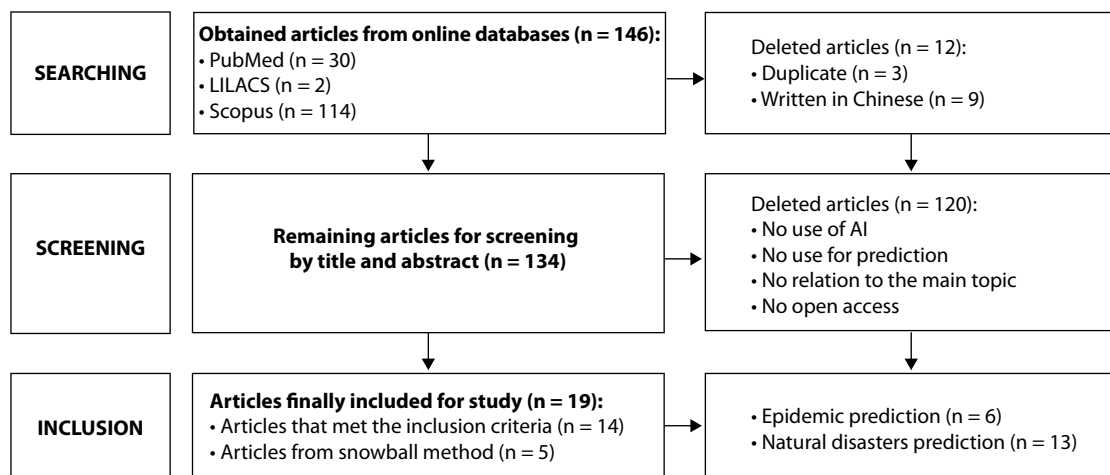 SEARCHING
Obtained articles from online databases (n = 146):
• PubMed (n = 30)
• LILACS (n = 2)
• Scopus (n = 114)
Deleted articles (n = 12):
• Duplicate (n = 3)
• Written in Chinese (n = 9)
SCREENING
Remaining articles for screening
by title and abstract (n = 134)
Deleted articles (n = 120):
• No use of AI
• No use for prediction
• No relation to the main topic
• No open access
INCLUSION
Articles finally included for study (n = 19):
• Articles that met the inclusion criteria (n = 14)
• Articles from snowball method (n = 5)
• Epidemic prediction (n = 6)
• Natural disasters prediction (n = 13)